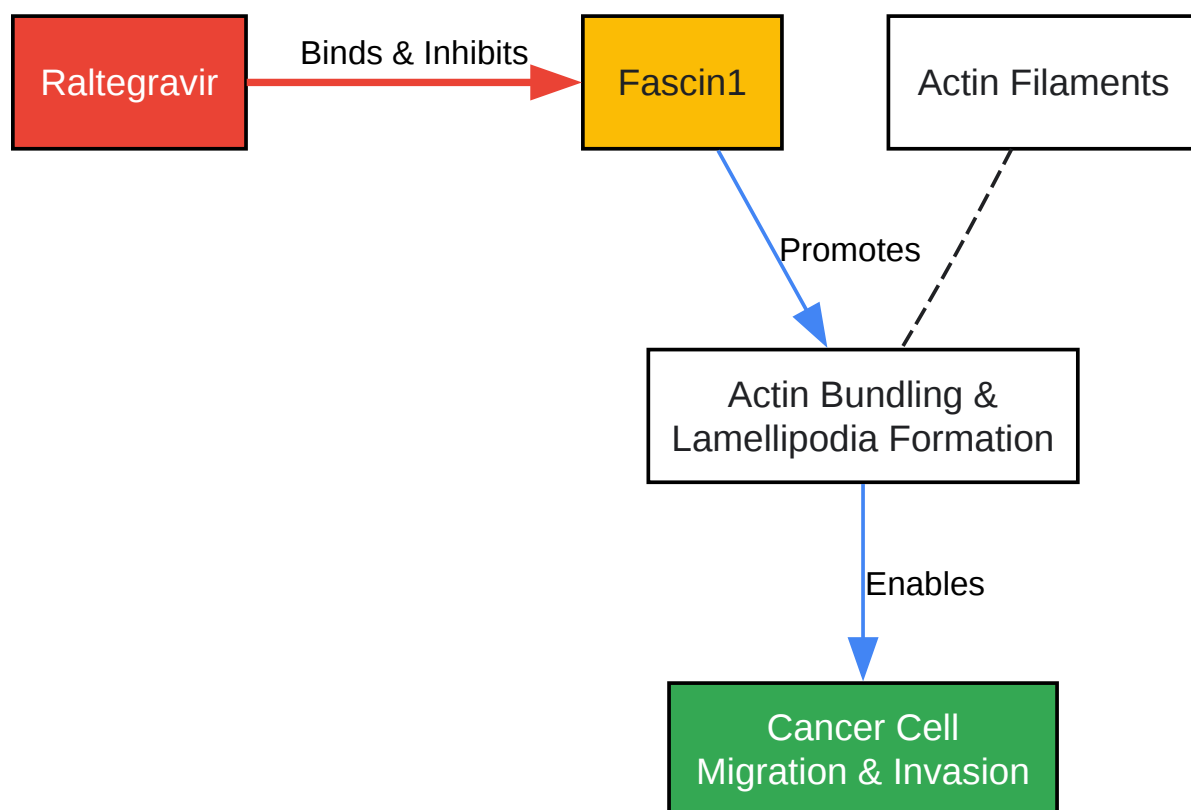 Raltegravir
Binds & Inhibits
Fascin1
Actin Filaments
Promotes
Actin Bundling &
Lamellipodia Formation
Enables
Cancer Cell
Migration & Invasion